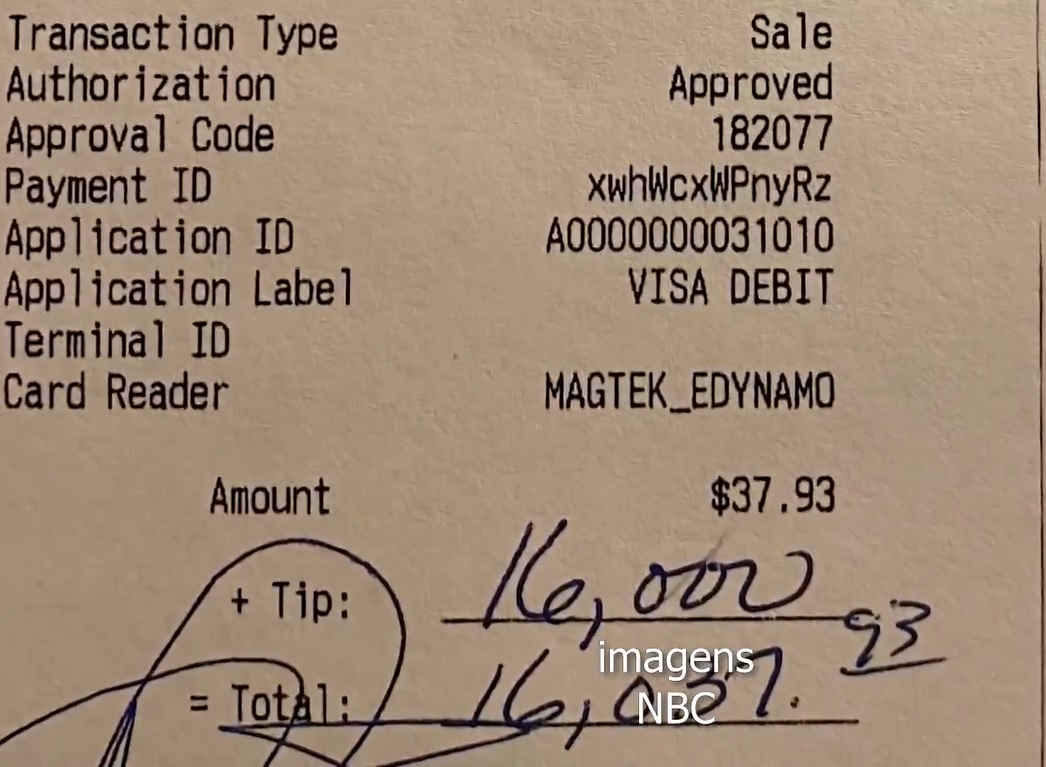 Transaction Type Sale
Authorization Approved
Approval Code 182077
Payment ID xwhWcxWPnyRz
Application ID A0000000031010
Application Label VISA DEBIT
Terminal ID
Card Reader MAGTEK_EDYNAMO
Amount $37.93
+ Tip: 16,000
= Total: 16,037. 93
imagens
NBC